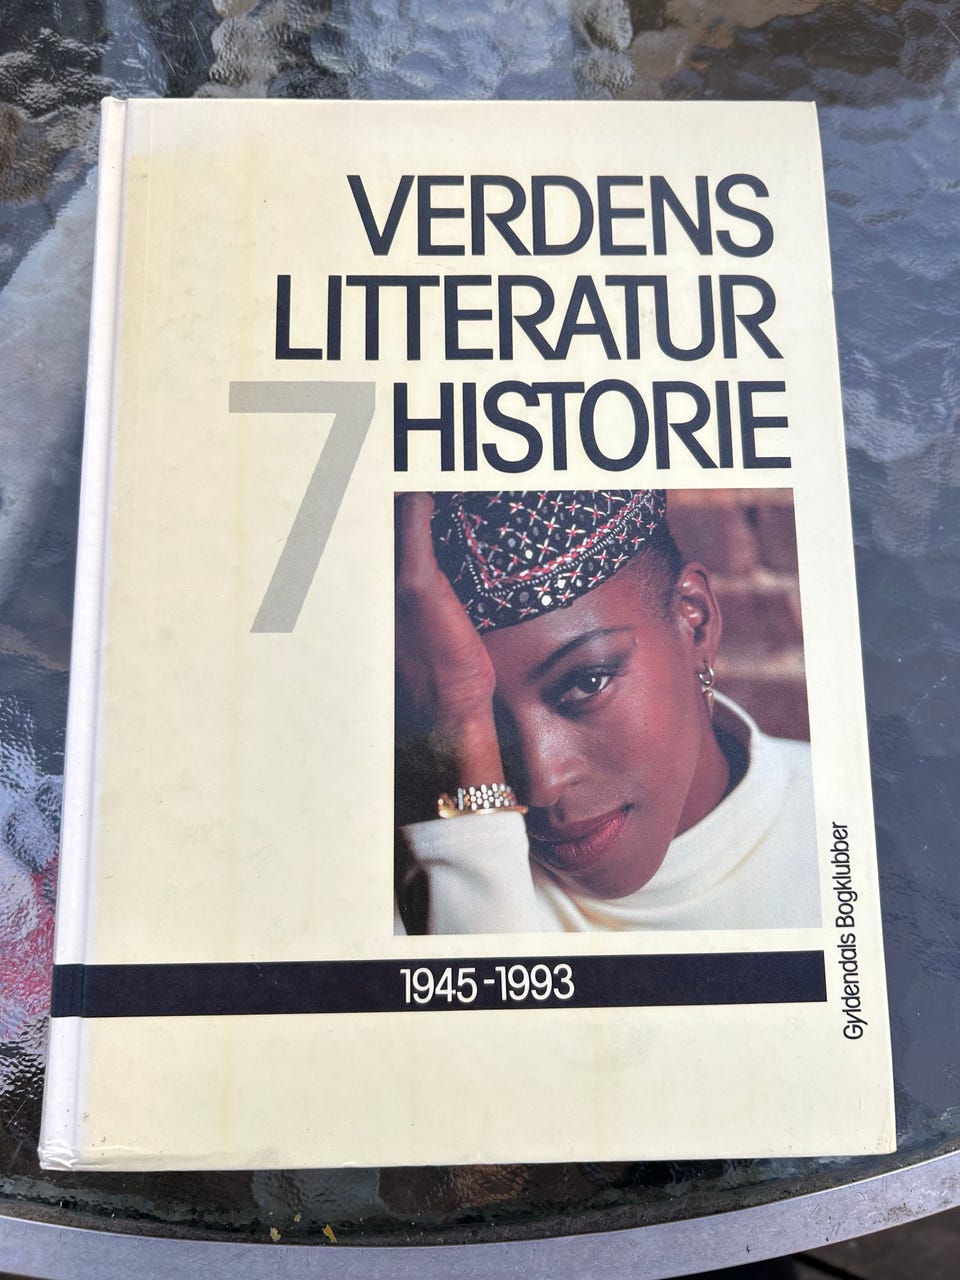 VERDENS
LITTERATUR
7 HISTORIE
1945-1993
Gyldendals Bogklubber